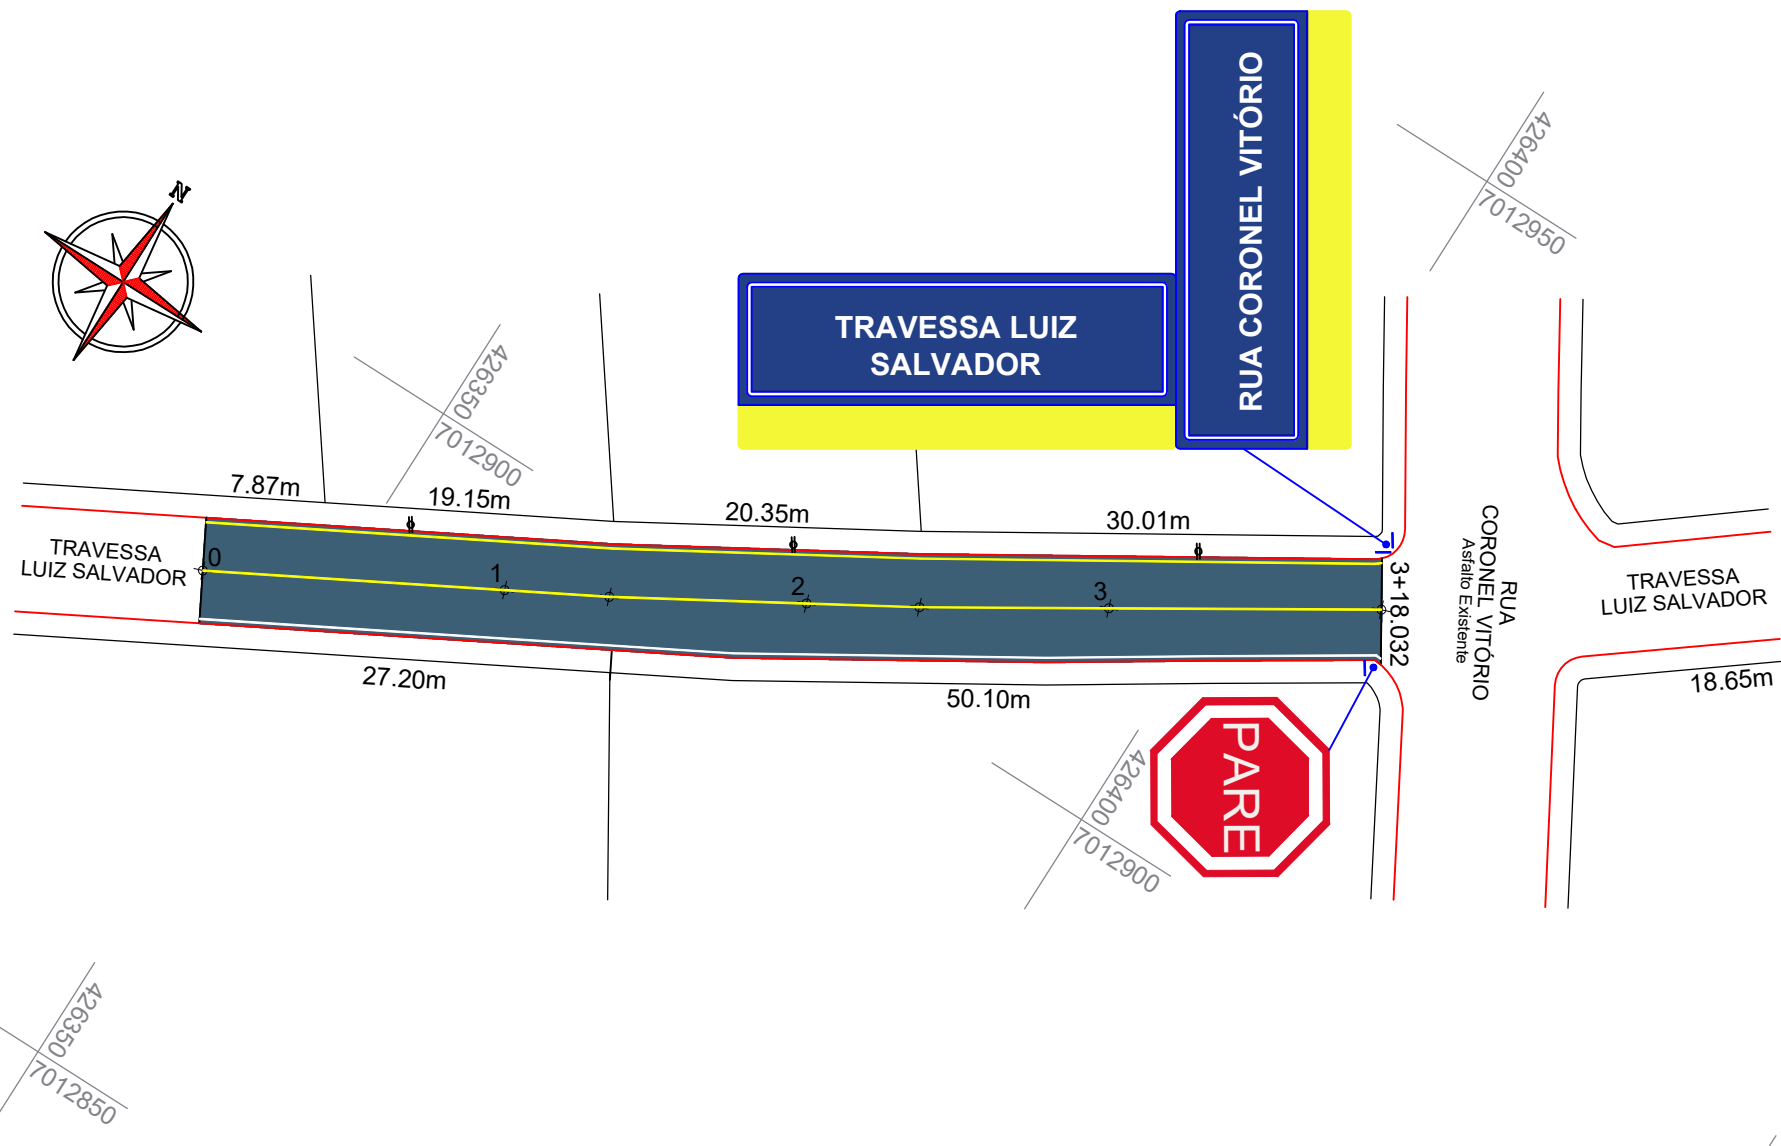 RUA CORONEL VITÓRIO
TRAVESSA LUIZ
SALVADOR
N
426400
7012950
426350
7012900
7.87m
19.15m
20.35m
30.01m
TRAVESSA
LUIZ SALVADOR
0
1
2
3
3+18.032
RUA
CORONEL VITÓRIO
Asfalto Existente
TRAVESSA
LUIZ SALVADOR
27.20m
50.10m
18.65m
PARE
426400
7012900
426350
7012850